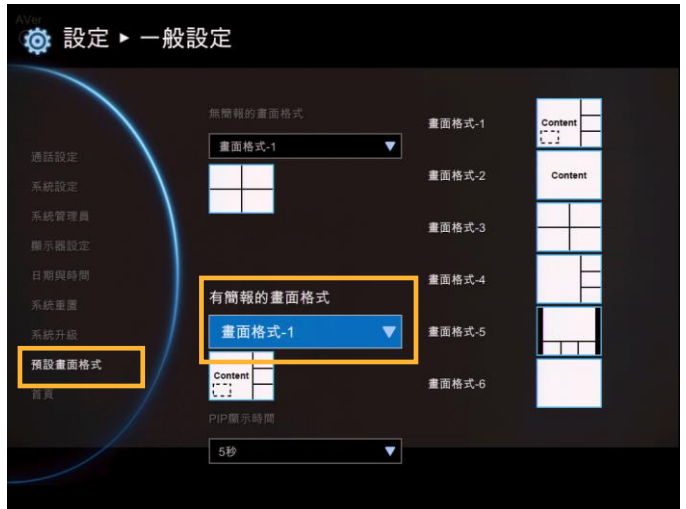 AVer
設定 ▸ 一般設定
通話設定
系統設定
系統管理員
顯示器設定
日期與時間
系統重置
系統升級
預設畫面格式
首頁
無簡報的畫面格式
畫面格式-1
有簡報的畫面格式
畫面格式-1
Content
PIP顯示時間
5秒
畫面格式-1
Content
畫面格式-2
Content
畫面格式-3
畫面格式-4
畫面格式-5
畫面格式-6